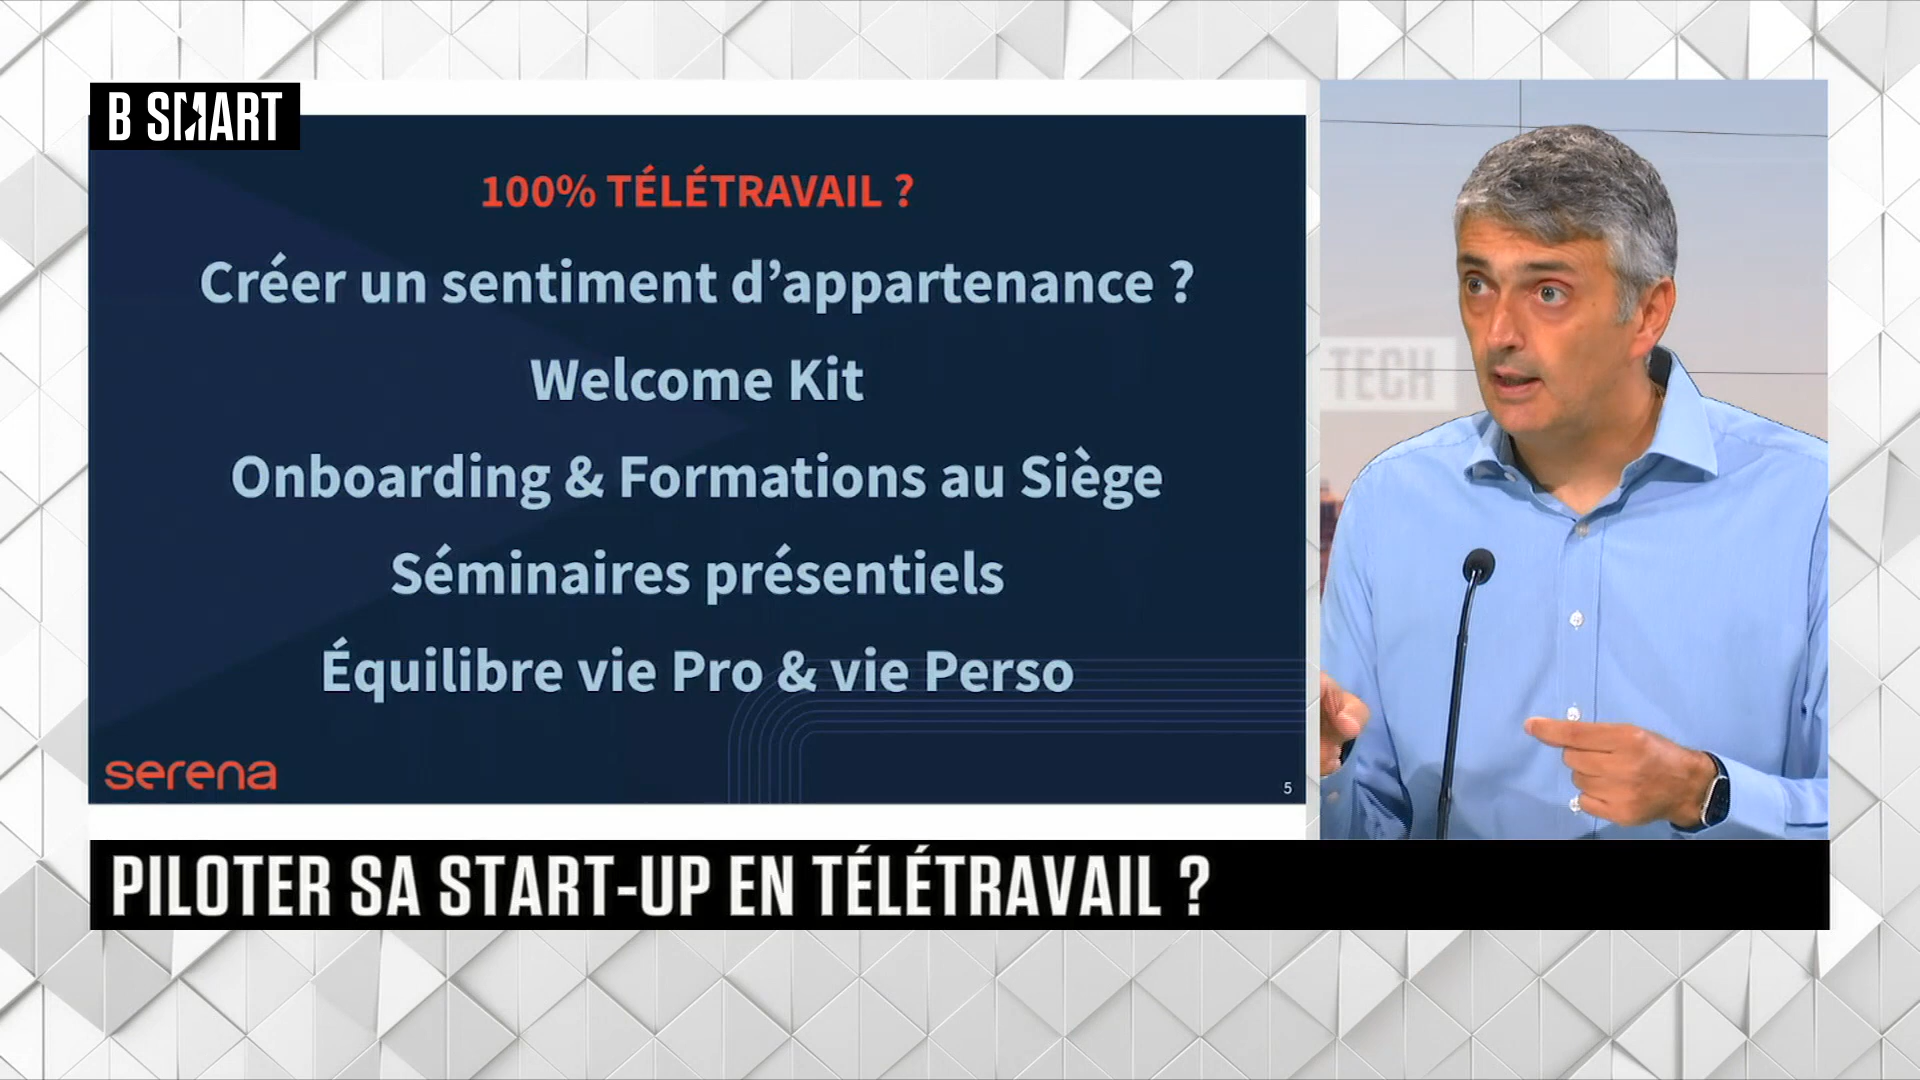 B SMART
100% TÉLÉTRAVAIL ?
Créer un sentiment d’appartenance ?
Welcome Kit
Onboarding & Formations au Siège
Séminaires présentiels
Équilibre vie Pro & vie Perso
serena
5
TECH
PILOTER SA START-UP EN TÉLÉTRAVAIL ?